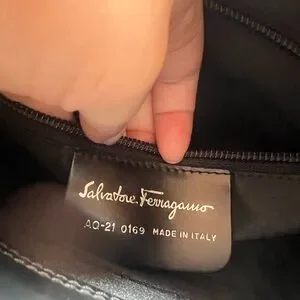 Salvatore Ferragamo
AQ-21 0169 MADE IN ITALY